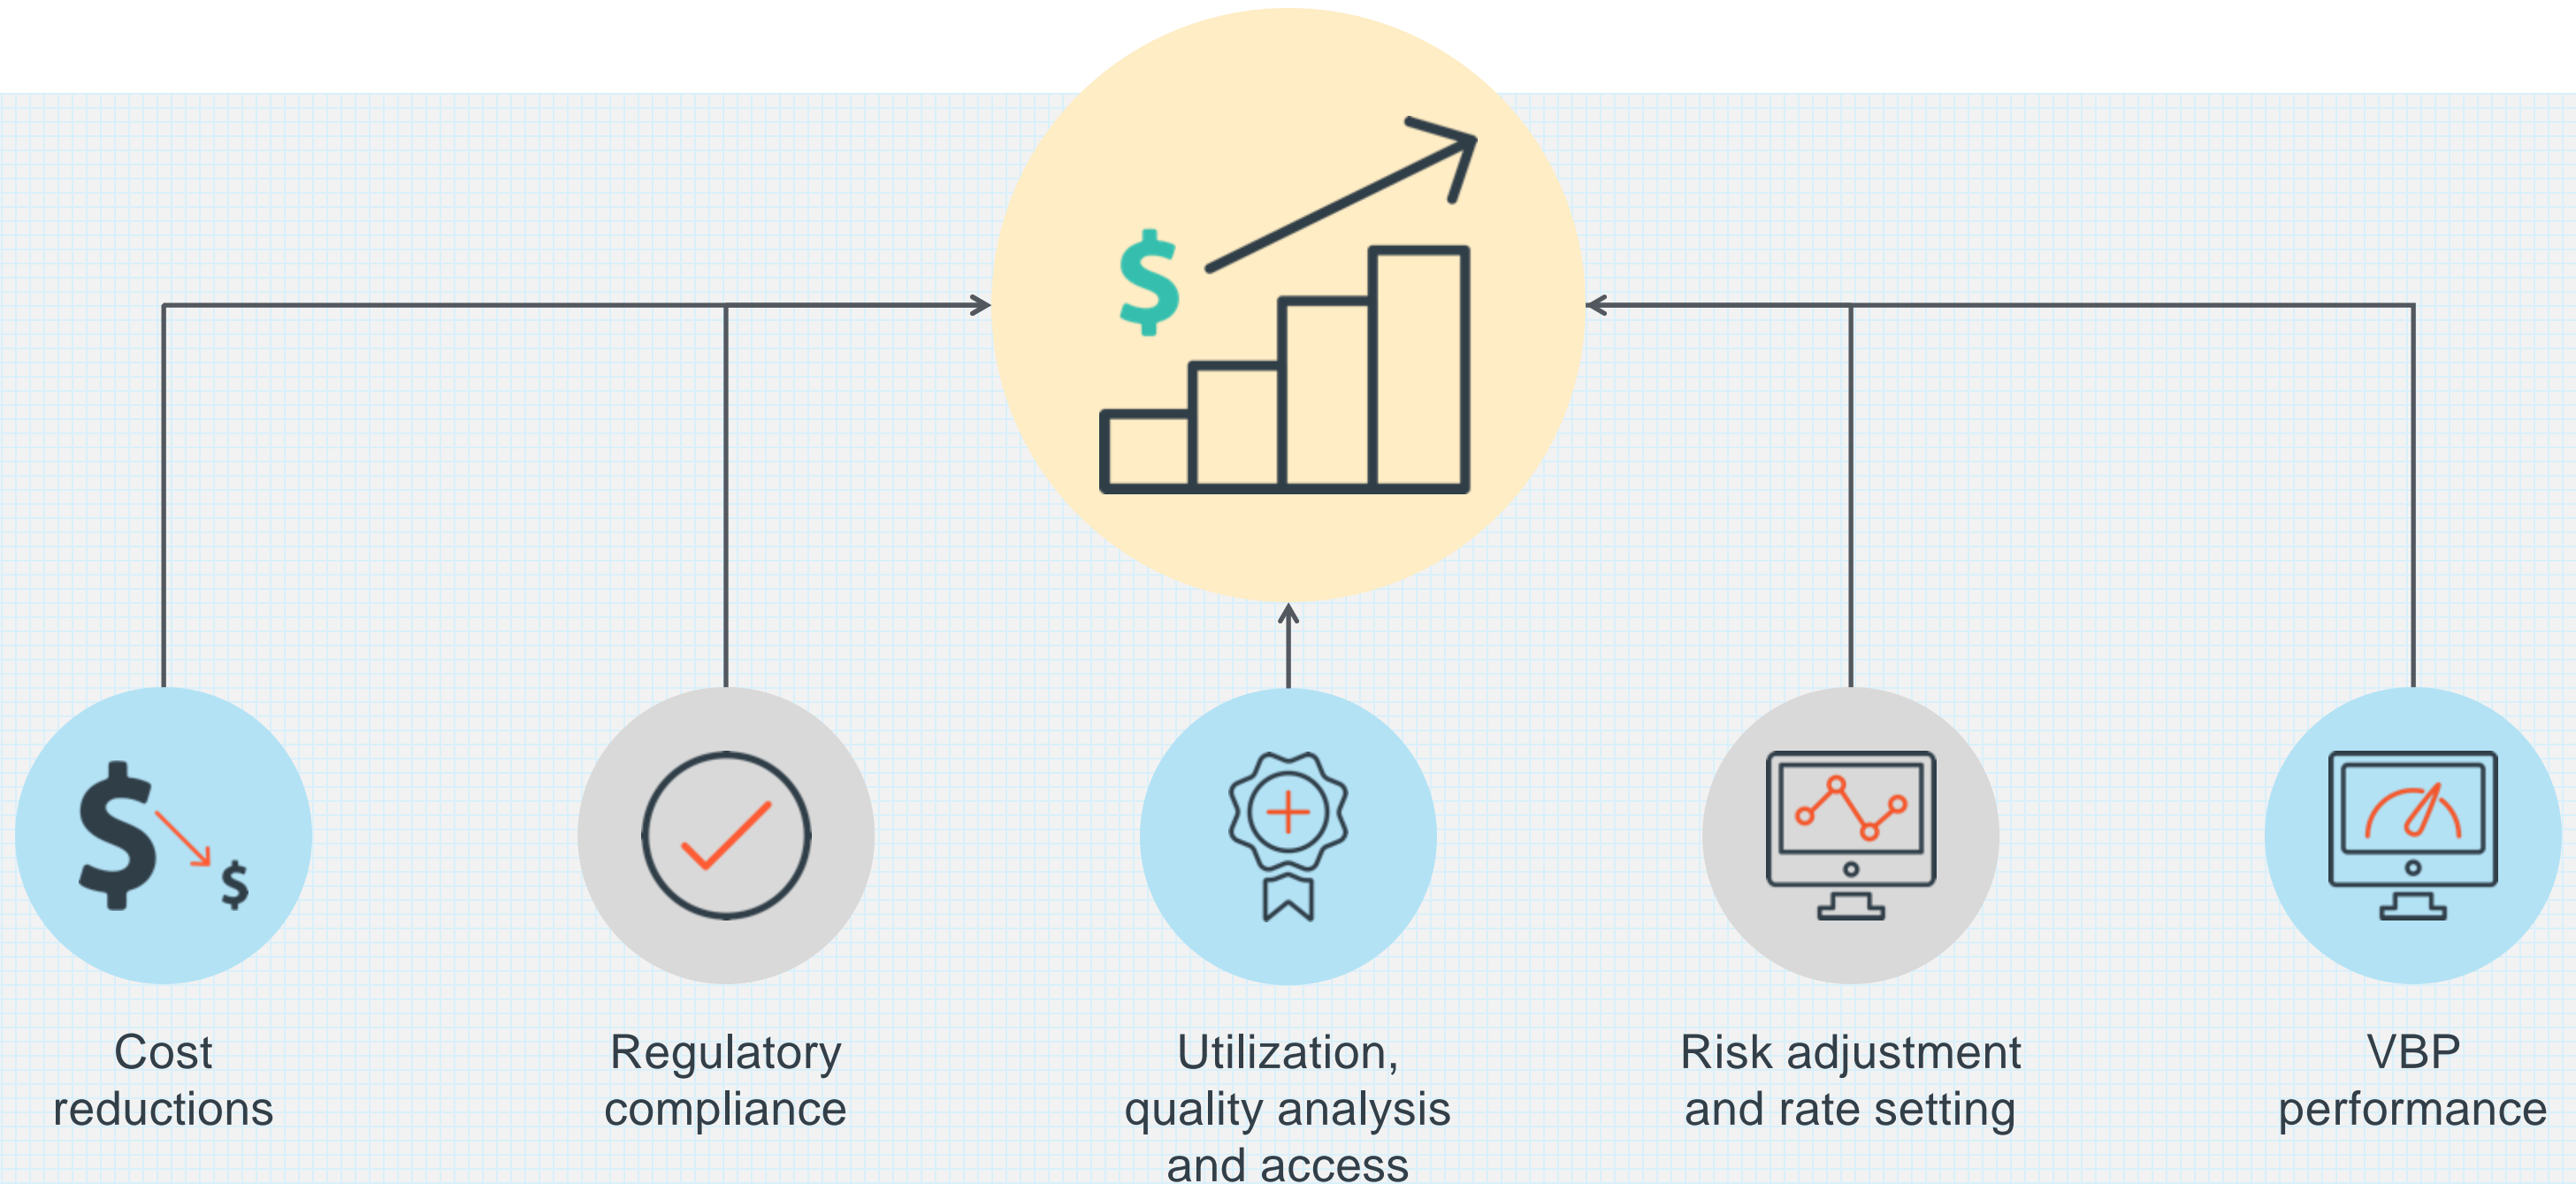 $
$
$
Cost
reductions
Regulatory
compliance
Utilization,
quality analysis
and access
Risk adjustment
and rate setting
VBP
performance